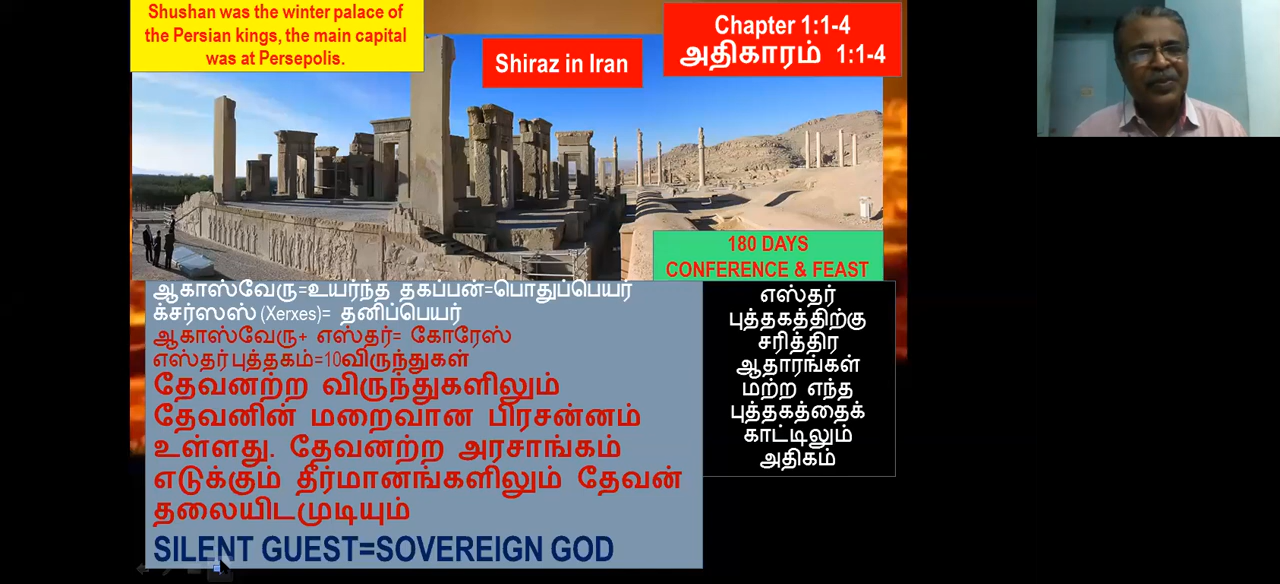 Shushan was the winter palace of
the Persian kings, the main capital
was at Persepolis.
Shiraz in Iran
Chapter 1:1-4
அதிகாரம் 1:1-4
180 DAYS
CONFERENCE & FEAST
ஆகாஸ்வேரு=உயர்ந்த தகப்பன்=பொதுப்பெயர்
க்சர்ஸஸ் (Xerxes)= தனிப்பெயர்
ஆகாஸ்வேரு+ எஸ்தர்= கோரேஸ்
எஸ்தர் புத்தகம்=10விருந்துகள்
தேவனற்ற விருந்துகளிலும்
தேவனின் மறைவான பிரசன்னம்
உள்ளது. தேவனற்ற அரசாங்கம்
எடுக்கும் தீர்மானங்களிலும் தேவன்
தலையிடமுடியும்
SILENT GUEST=SOVEREIGN GOD
எஸ்தர்
புத்தகத்திற்கு
சரித்திர
ஆதாரங்கள்
மற்ற எந்த
புத்தகத்தைக்
காட்டிலும்
அதிகம்